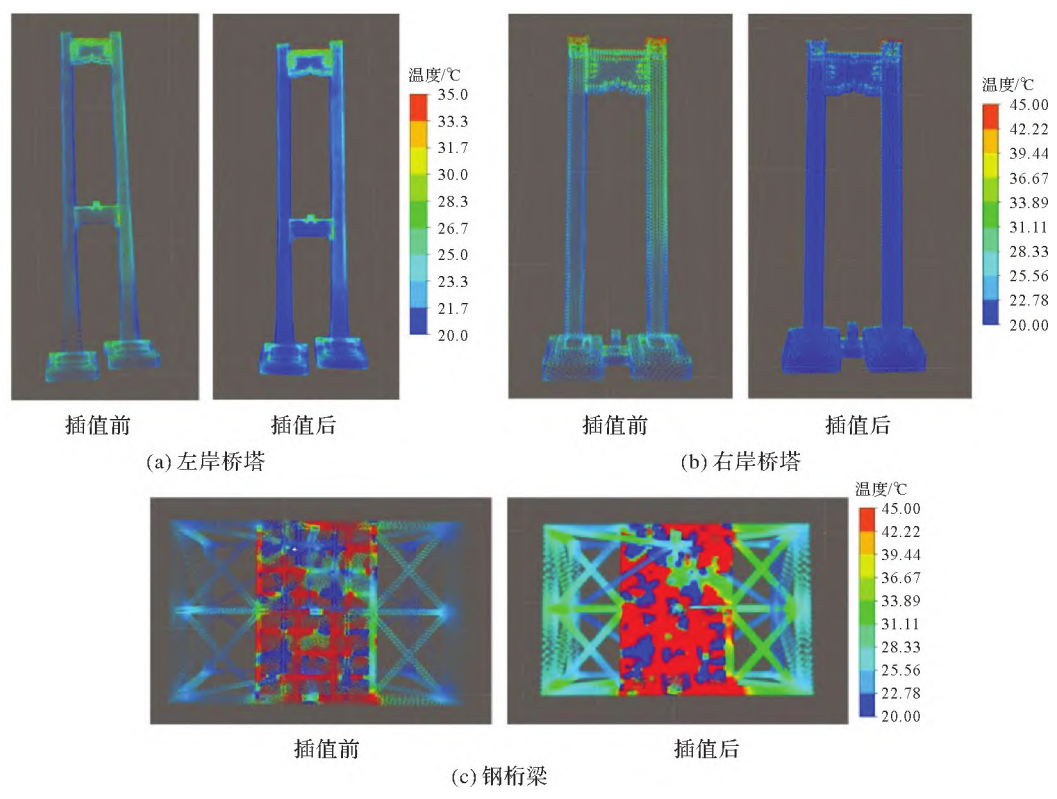 温度/℃
35.0
33.3
31.7
30.0
28.3
26.7
25.0
23.3
21.7
20.0
插值前
插值后
(a) 左岸桥塔
温度/℃
45.00
42.22
39.44
36.67
33.89
31.11
28.33
25.56
22.78
20.00
插值前
插值后
(b) 右岸桥塔
温度/℃
45.00
42.22
39.44
36.67
33.89
31.11
28.33
25.56
22.78
20.00
插值前
插值后
(c) 钢桁梁